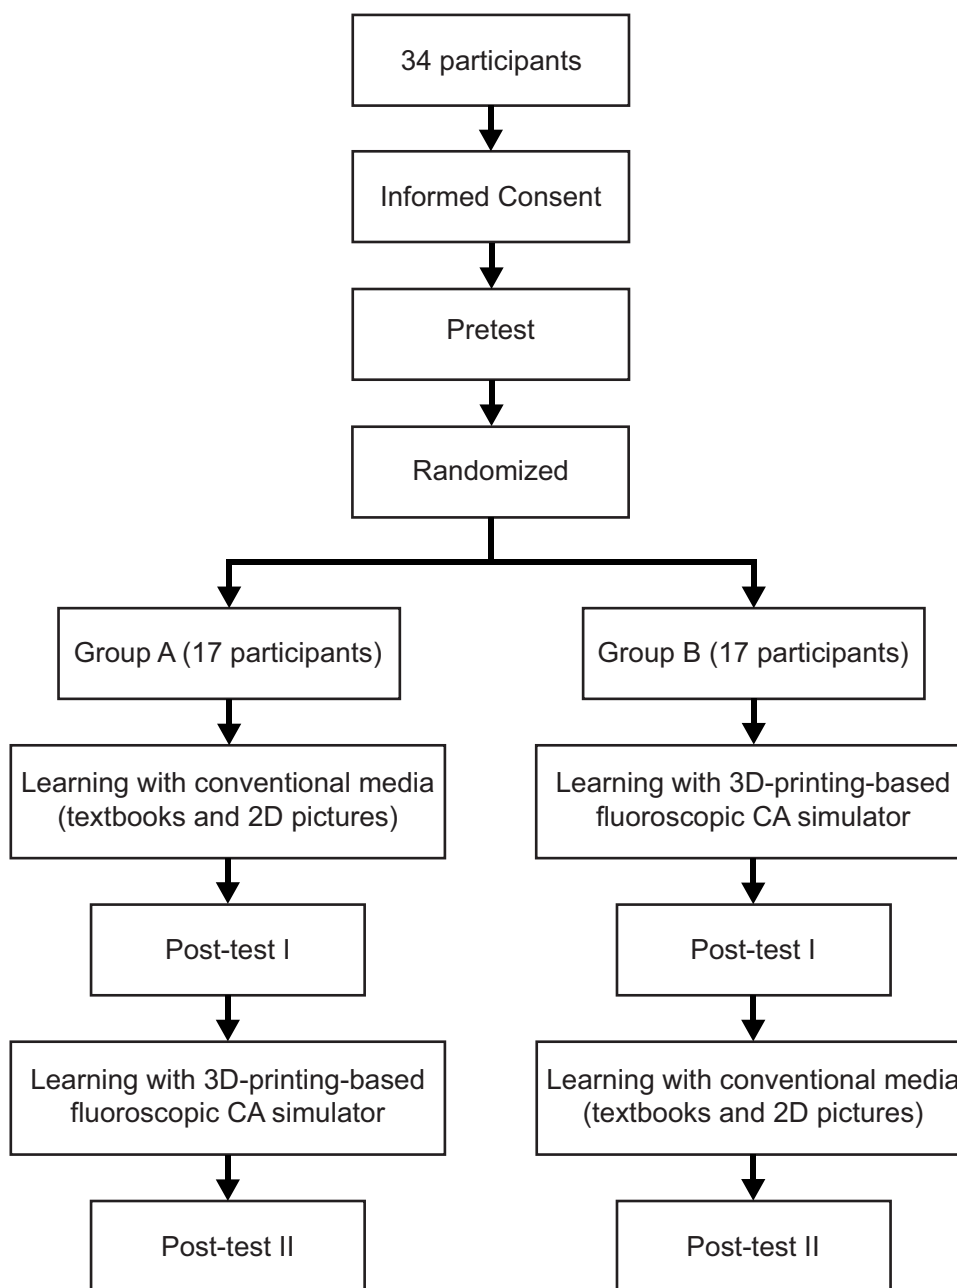 34 participants
Informed Consent
Pretest
Randomized
Group A (17 participants)
Group B (17 participants)
Learning with conventional media
(textbooks and 2D pictures)
Learning with 3D-printing-based
fluoroscopic CA simulator
Post-test I
Post-test I
Learning with 3D-printing-based
fluoroscopic CA simulator
Learning with conventional media
(textbooks and 2D pictures)
Post-test II
Post-test II